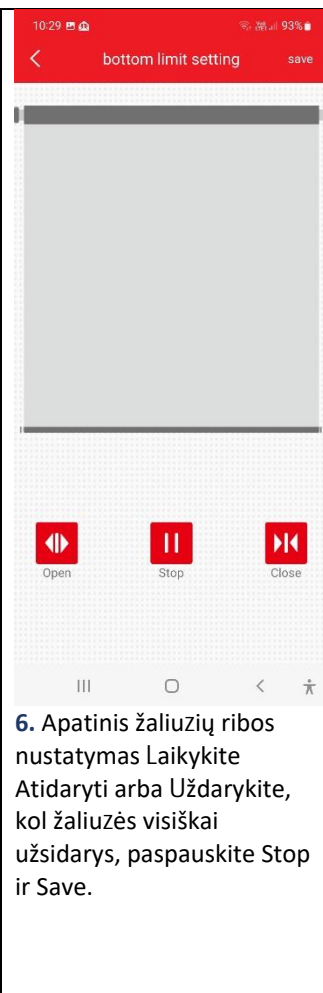 10:29 93%
bottom limit setting save
Open Stop Close
6. Apatinis žaliuzių ribos
nustatymas Laikykite
Atidaryti arba Uždarykite,
kol žaliuzės visiškai
užsidarys, paspauskite Stop
ir Save.